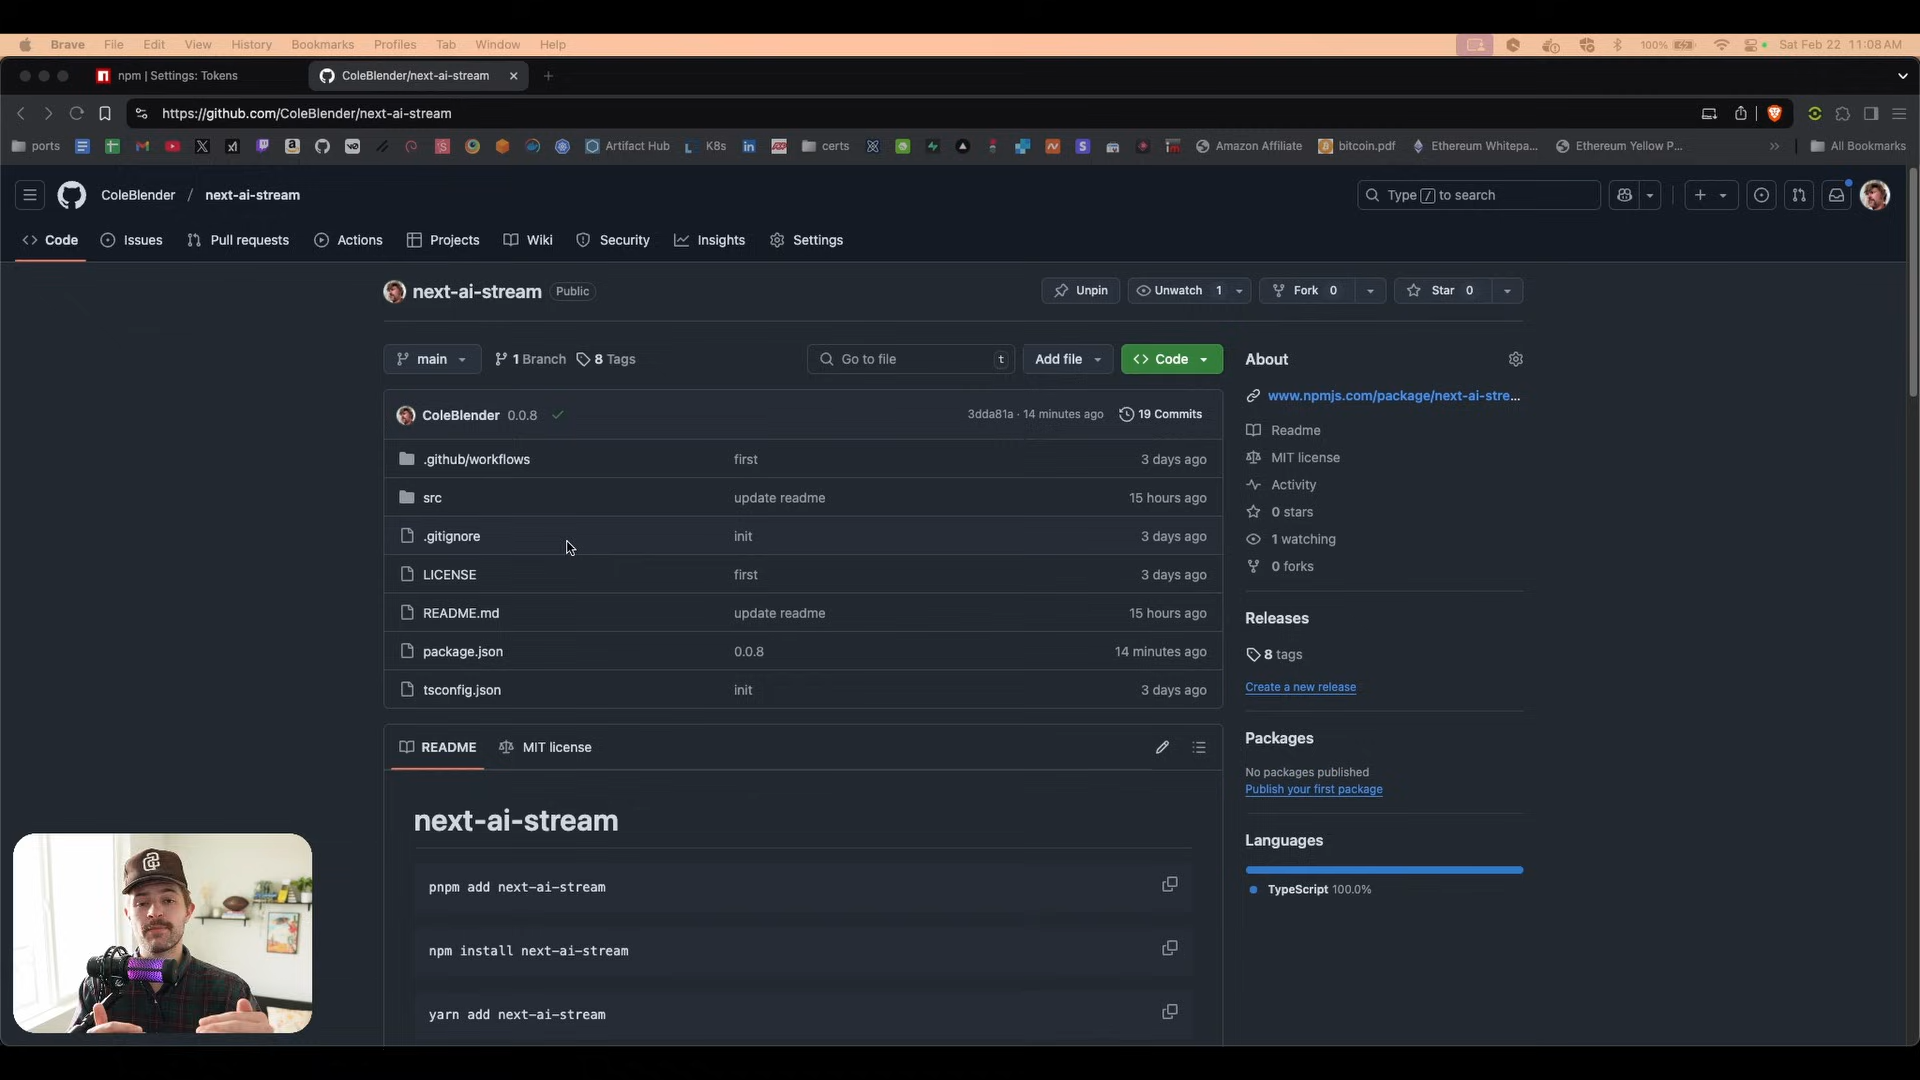 Brave File Edit View History Bookmarks Profiles Tab Window Help 100% Sat Feb 22 11:08 AM
npm | Settings: Tokens ColeBlender/next-ai-stream
https://github.com/ColeBlender/next-ai-stream
ports Artifact Hub K8s certs Amazon Affiliate bitcoin.pdf Ethereum Whitepa... Ethereum Yellow P... All Bookmarks
ColeBlender / next-ai-stream Type / to search
Code Issues Pull requests Actions Projects Wiki Security Insights Settings
next-ai-stream Public Unpin Unwatch 1 Fork 0 Star 0
main 1 Branch 8 Tags Go to file t Add file Code
ColeBlender 0.0.8 3dda81a · 14 minutes ago 19 Commits
.github/workflows first 3 days ago
src update readme 15 hours ago
.gitignore init 3 days ago
LICENSE first 3 days ago
README.md update readme 15 hours ago
package.json 0.0.8 14 minutes ago
tsconfig.json init 3 days ago
README MIT license
next-ai-stream
pnpm add next-ai-stream
npm install next-ai-stream
yarn add next-ai-stream
About
www.npmjs.com/package/next-ai-stre...
Readme
MIT license
Activity
0 stars
1 watching
0 forks
Releases
8 tags
Create a new release
Packages
No packages published
Publish your first package
Languages
TypeScript 100.0%